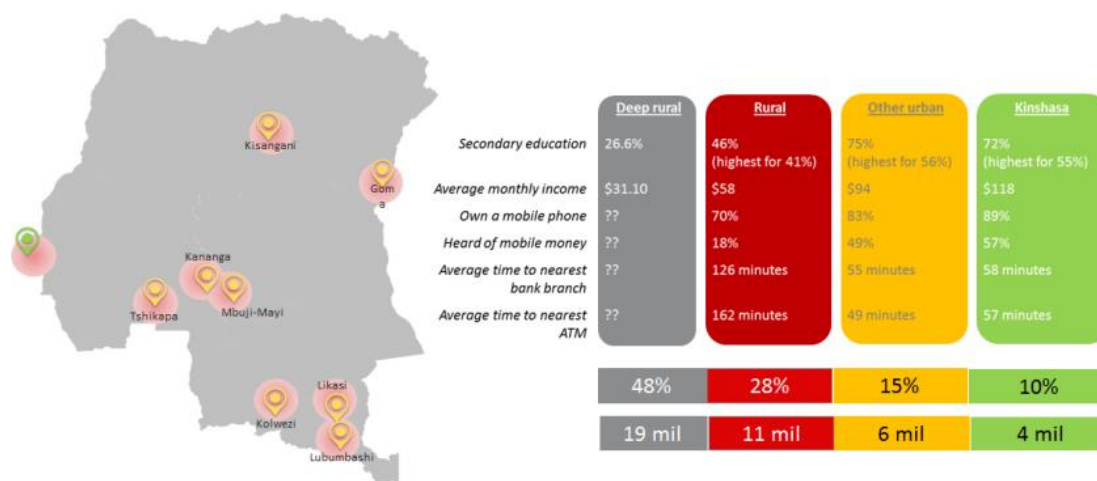 Kisangani
Gom
a
Kananga
Mbuji-Mayi
Tshikapa
Likasi
Kolwezi
Lubumbashi
Deep rural Rural Other urban Kinshasa
Secondary education 26.6% 46% 75% 72%
(highest for 41%) (highest for 56%) (highest for 55%)
Average monthly income $31.10 $58 $94 $118
Own a mobile phone ?? 70% 83% 89%
Heard of mobile money ?? 18% 49% 57%
Average time to nearest ?? 126 minutes 55 minutes 58 minutes
bank branch
Average time to nearest ?? 162 minutes 49 minutes 57 minutes
ATM
48% 28% 15% 10%
19 mil 11 mil 6 mil 4 mil